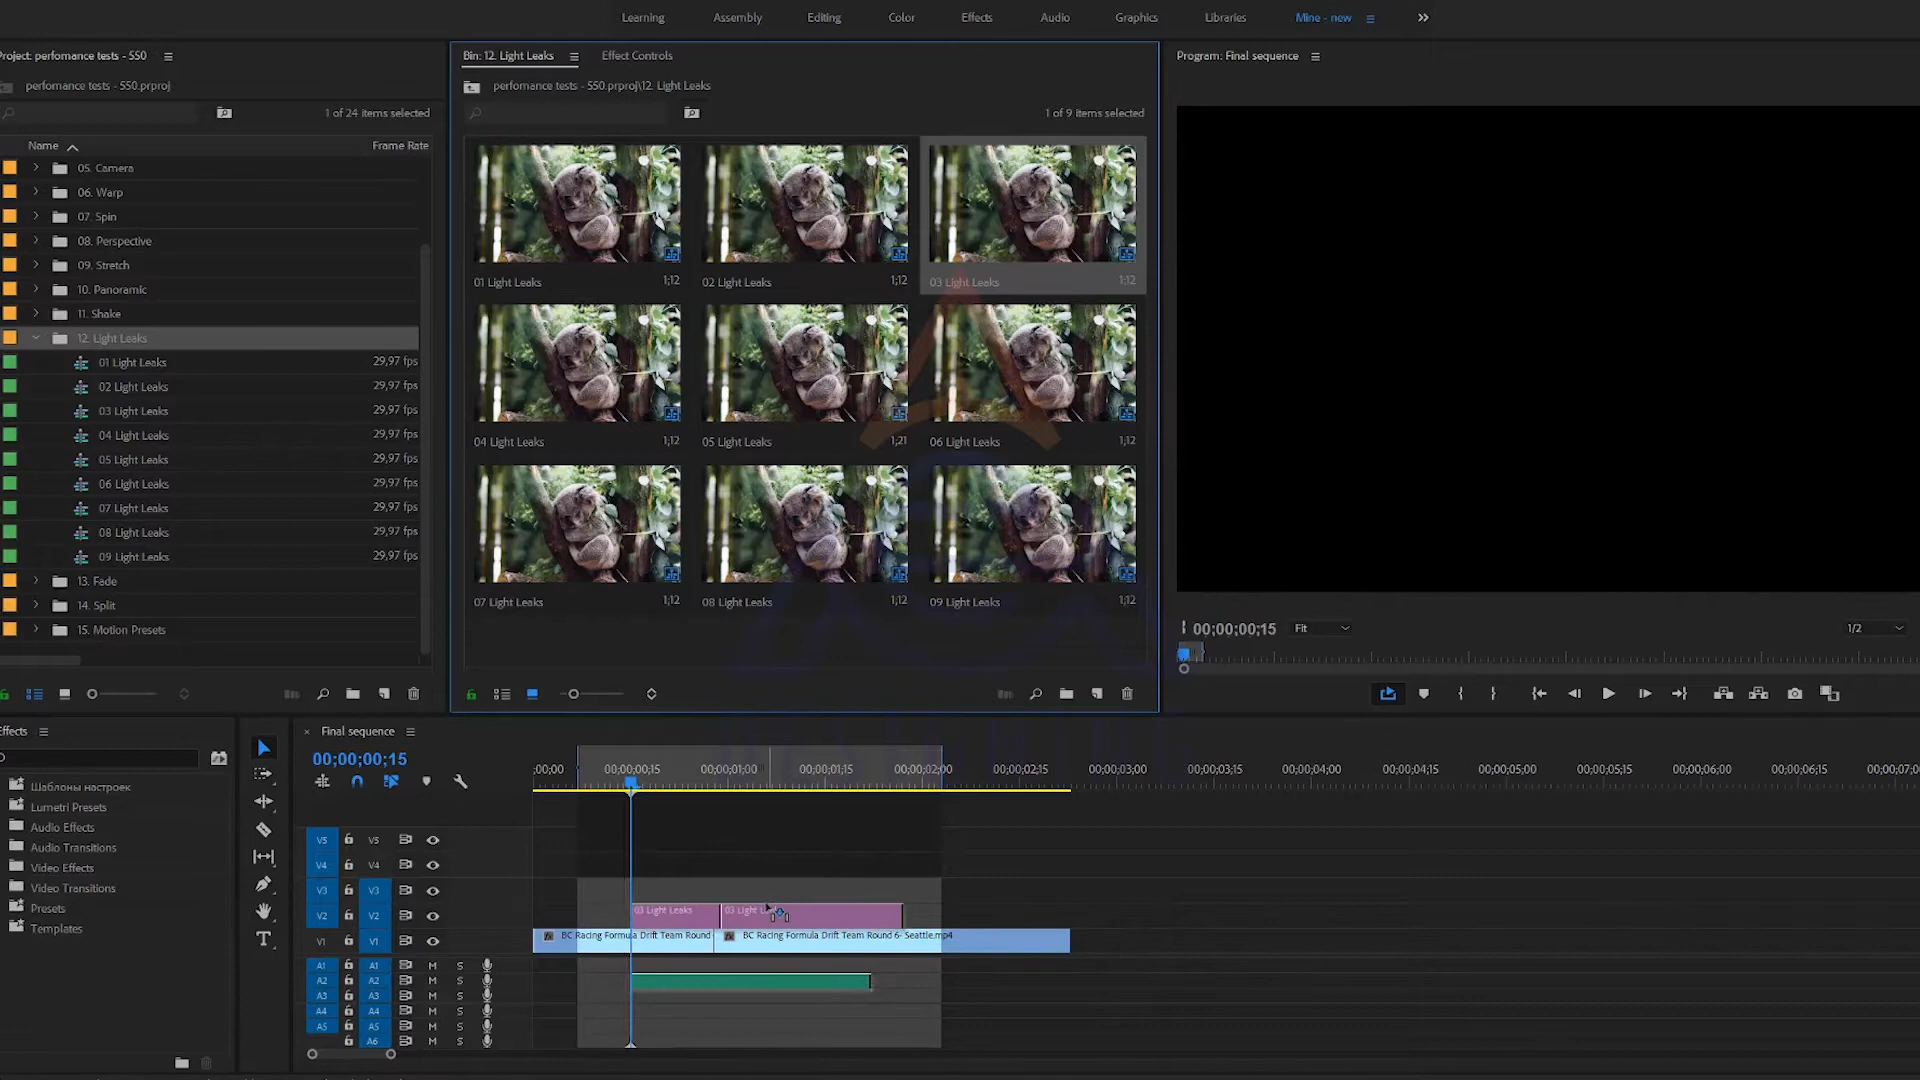 Learning Assembly Editing Color Effects Audio Graphics Libraries Mine - new
Project: perfomance tests - 550
perfomance tests - 550.prproj
1 of 24 items selected
Name Frame Rate
05. Camera
06. Warp
07. Spin
08. Perspective
09. Stretch
10. Panoramic
11. Shake
12. Light Leaks
01 Light Leaks 29,97 fps
02 Light Leaks 29,97 fps
03 Light Leaks 29,97 fps
04 Light Leaks 29,97 fps
05 Light Leaks 29,97 fps
06 Light Leaks 29,97 fps
07 Light Leaks 29,97 fps
08 Light Leaks 29,97 fps
09 Light Leaks 29,97 fps
13. Fade
14. Split
15. Motion Presets
Bin: 12. Light Leaks Effect Controls
perfomance tests - 550.prproj\12. Light Leaks
1 of 9 items selected
01 Light Leaks 1;12 02 Light Leaks 1;12 03 Light Leaks 1;12
04 Light Leaks 1;12 05 Light Leaks 1;21 06 Light Leaks 1;12
07 Light Leaks 1;12 08 Light Leaks 1;12 09 Light Leaks 1;12
Program: Final sequence
00;00;00;15 Fit 1/2
Effects
Шаблоны настроек
Lumetri Presets
Audio Effects
Audio Transitions
Video Effects
Video Transitions
Presets
Templates
Final sequence
00;00;00;15
;00;00 00;00;00;15 00;00;01;00 00;00;01;15 00;00;02;00 00;00;02;15 00;00;03;00 00;00;03;15 00;00;04;00 00;00;04;15 00;00;05;00 00;00;05;15 00;00;06;00 00;00;06;15 00;00;07;0
V5 V5
V4 V4
V3 V3
V2 V2 03 Light Leaks 03 Light
V1 V1 BC Racing Formula Drift Team Round BC Racing Formula Drift Team Round 6- Seattle.mp4
A1 A1 M S
A2 A2 M S
A3 A3 M S
A4 A4 M S
A5 A5 M S
A6 M S